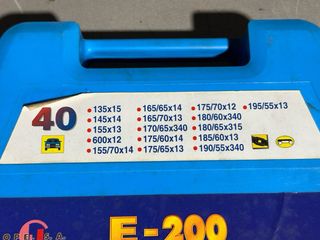 40
135x15
145x14
155x13
600x12
155/70x14
165/65x14
165/70x13
170/65x340
175/60x14
175/65x13
175/70x12
180/60x340
180/65x315
185/60x13
190/55x340
195/55x13
O P E L I. S. A.
E-200